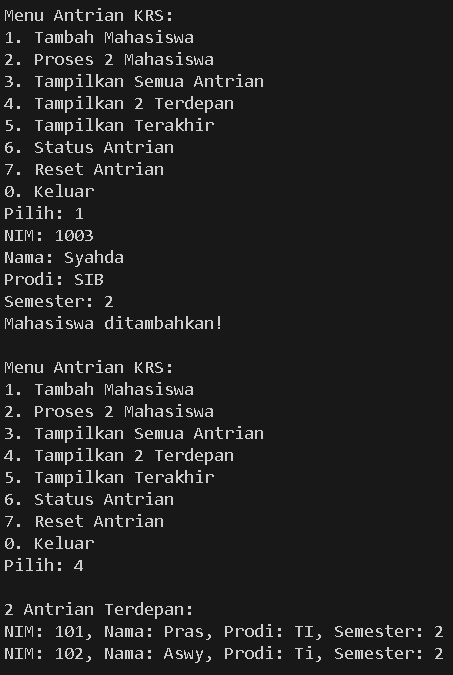 Menu Antrian KRS:
1. Tambah Mahasiswa
2. Proses 2 Mahasiswa
3. Tampilkan Semua Antrian
4. Tampilkan 2 Terdepan
5. Tampilkan Terakhir
6. Status Antrian
7. Reset Antrian
0. Keluar
Pilih: 1
NIM: 1003
Nama: Syahda
Prodi: SIB
Semester: 2
Mahasiswa ditambahkan!

Menu Antrian KRS:
1. Tambah Mahasiswa
2. Proses 2 Mahasiswa
3. Tampilkan Semua Antrian
4. Tampilkan 2 Terdepan
5. Tampilkan Terakhir
6. Status Antrian
7. Reset Antrian
0. Keluar
Pilih: 4

2 Antrian Terdepan:
NIM: 101, Nama: Pras, Prodi: TI, Semester: 2
NIM: 102, Nama: Aswy, Prodi: Ti, Semester: 2